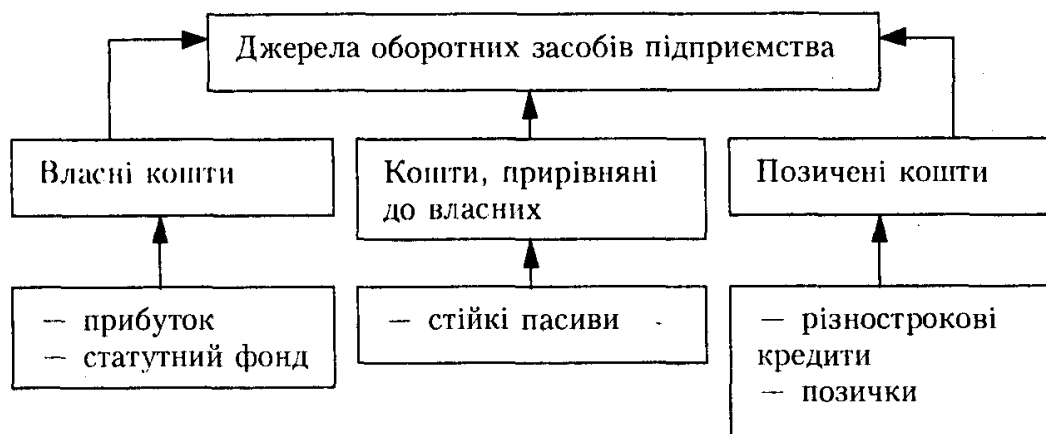 Джерела оборотних засобів підприємства
Власні кошти
Кошти, прирівняні
до власних
Позичені кошти
— прибуток
— статутний фонд
— стійкі пасиви
— різнострокові
кредити
— позички